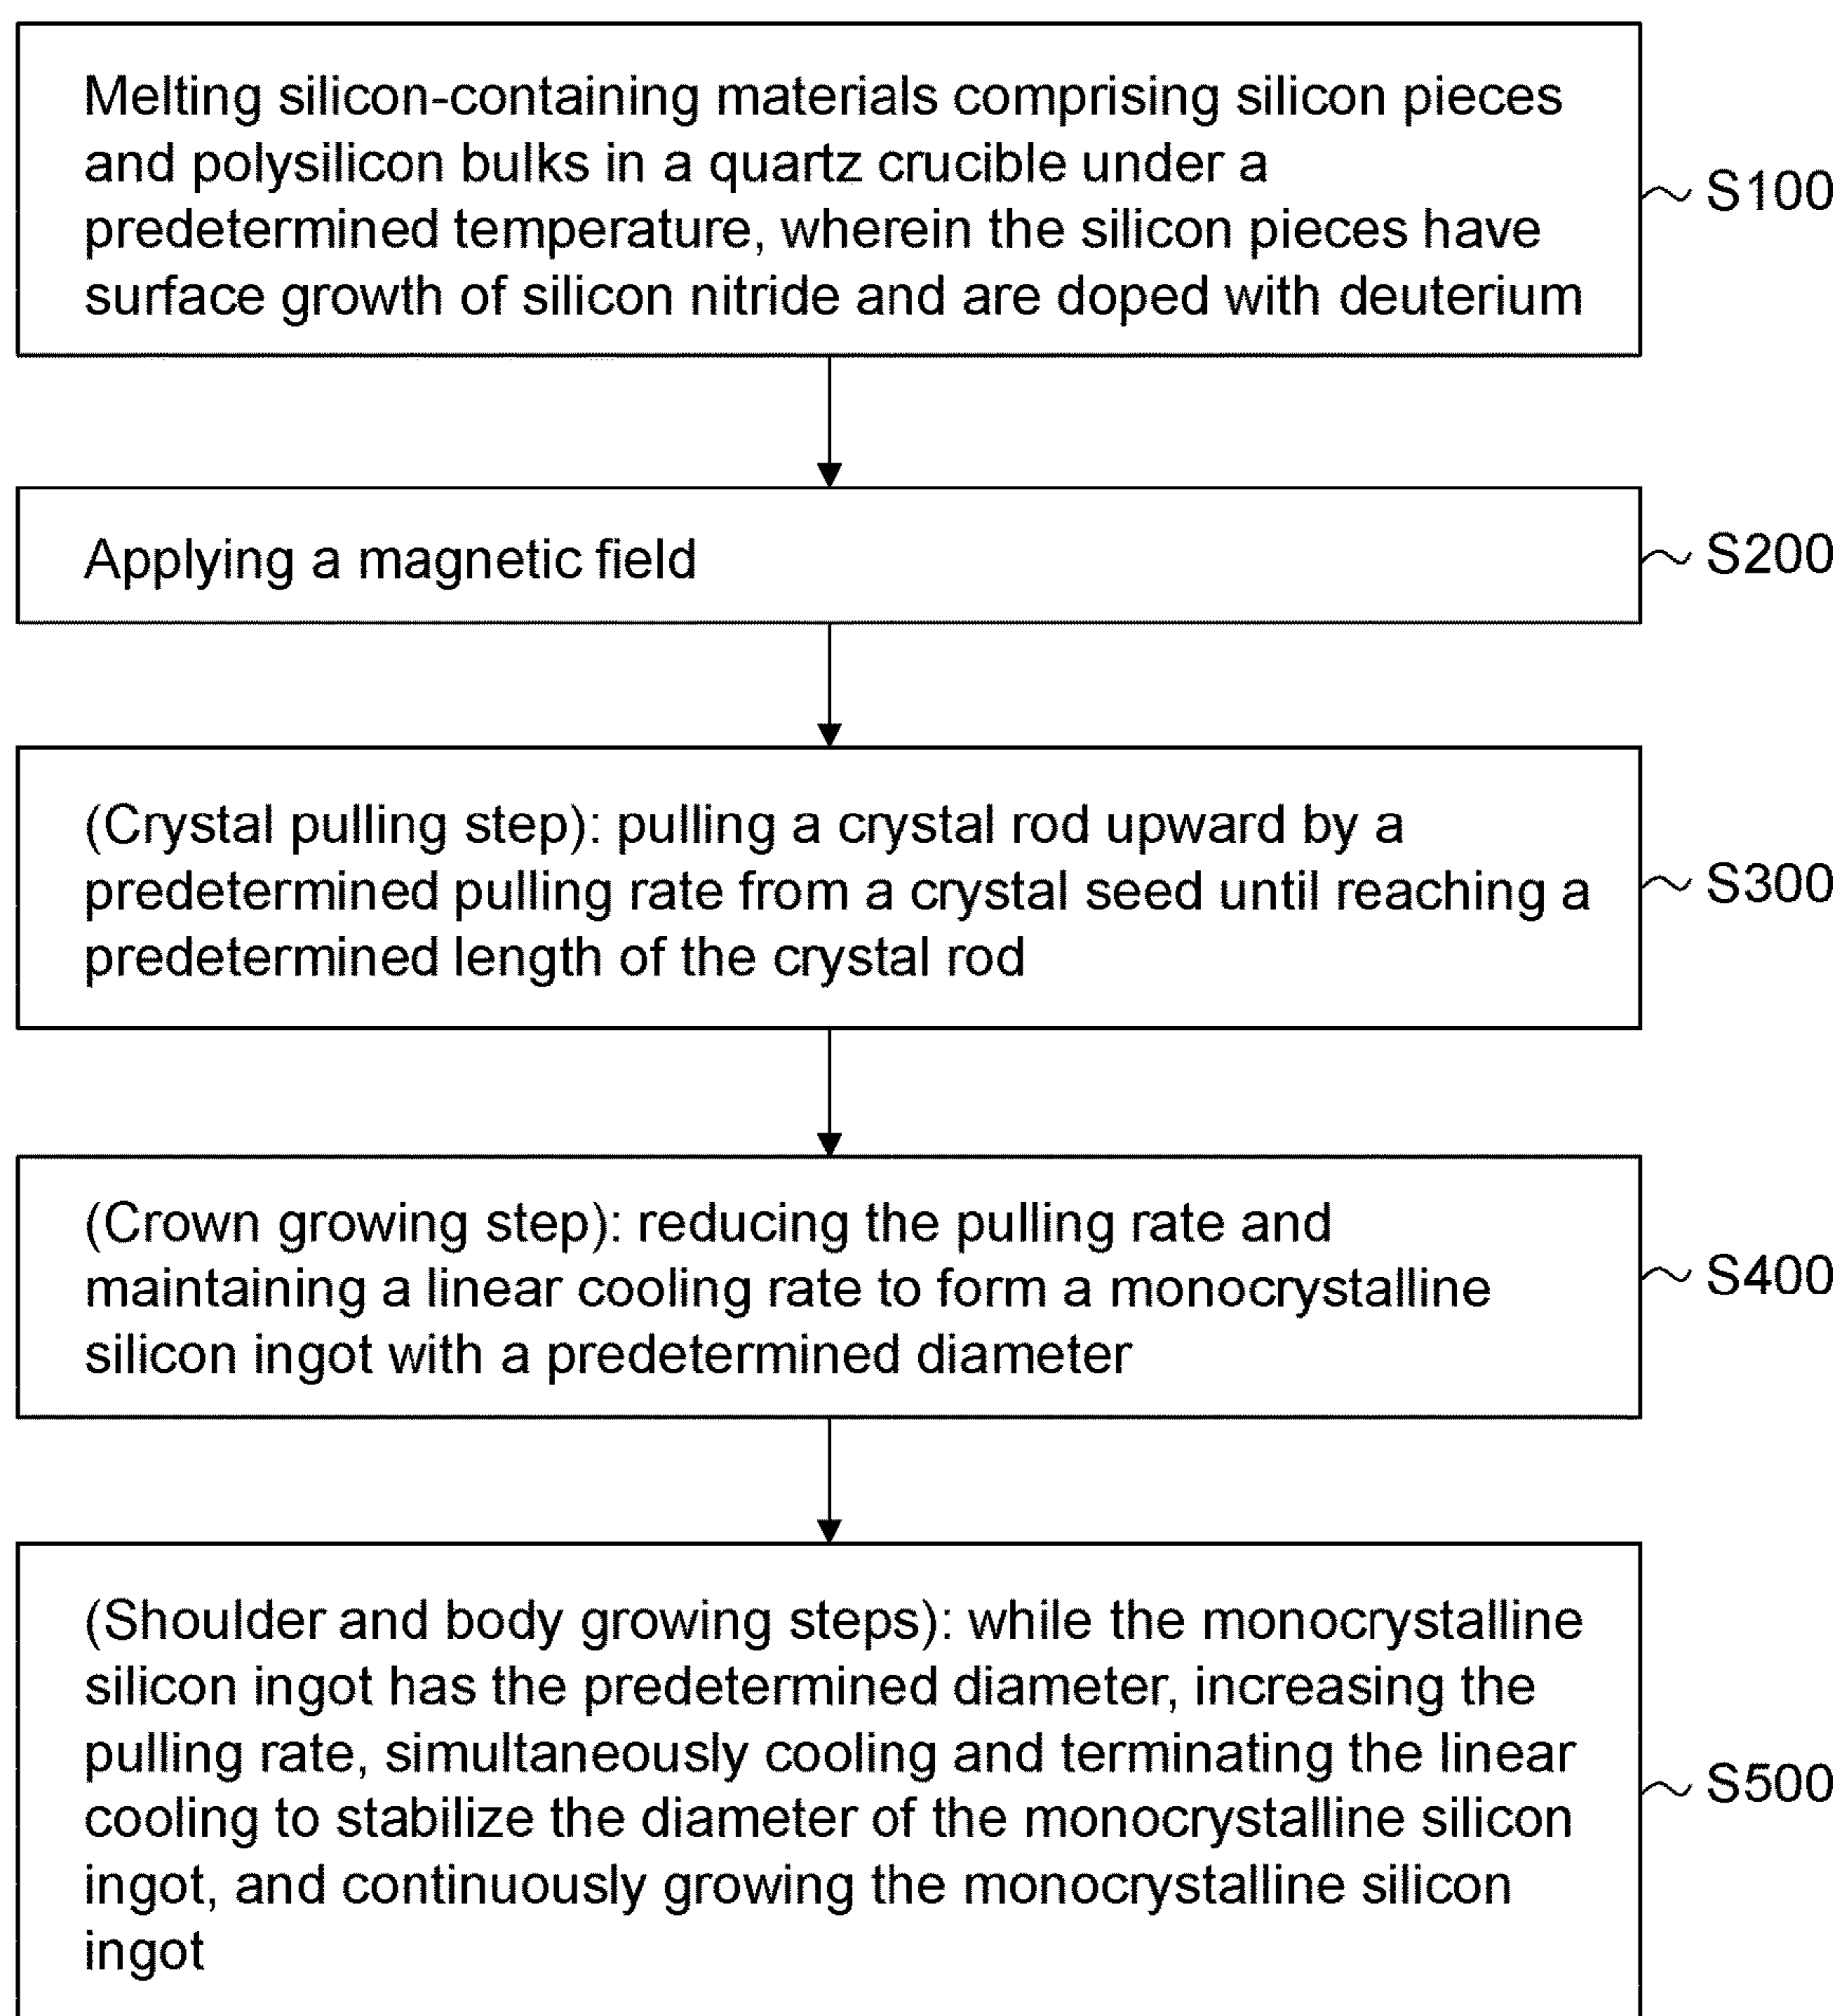 Melting silicon-containing materials comprising silicon pieces
and polysilicon bulks in a quartz crucible under a
predetermined temperature, wherein the silicon pieces have
surface growth of silicon nitride and are doped with deuterium
S100
Applying a magnetic field
S200
(Crystal pulling step): pulling a crystal rod upward by a
predetermined pulling rate from a crystal seed until reaching a
predetermined length of the crystal rod
S300
(Crown growing step): reducing the pulling rate and
maintaining a linear cooling rate to form a monocrystalline
silicon ingot with a predetermined diameter
S400
(Shoulder and body growing steps): while the monocrystalline
silicon ingot has the predetermined diameter, increasing the
pulling rate, simultaneously cooling and terminating the linear
cooling to stabilize the diameter of the monocrystalline silicon
ingot, and continuously growing the monocrystalline silicon
ingot
S500